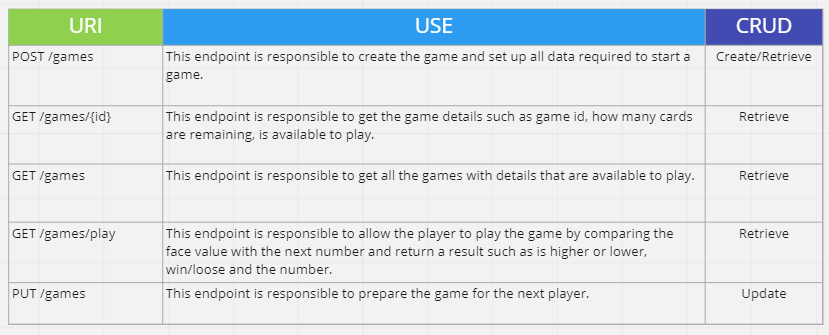 URI USE CRUD
POST /games This endpoint is responsible to create the game and set up all data required to start a Create/Retrieve
game.
GET /games/{id} This endpoint is responsible to get the game details such as game id, how many cards Retrieve
are remaining, is available to play.
GET /games This endpoint is responsible to get all the games with details that are available to play. Retrieve
GET /games/play This endpoint is responsible to allow the player to play the game by comparing the Retrieve
face value with the next number and return a result such as is higher or lower,
win/loose and the number.
PUT /games This endpoint is responsible to prepare the game for the next player. Update